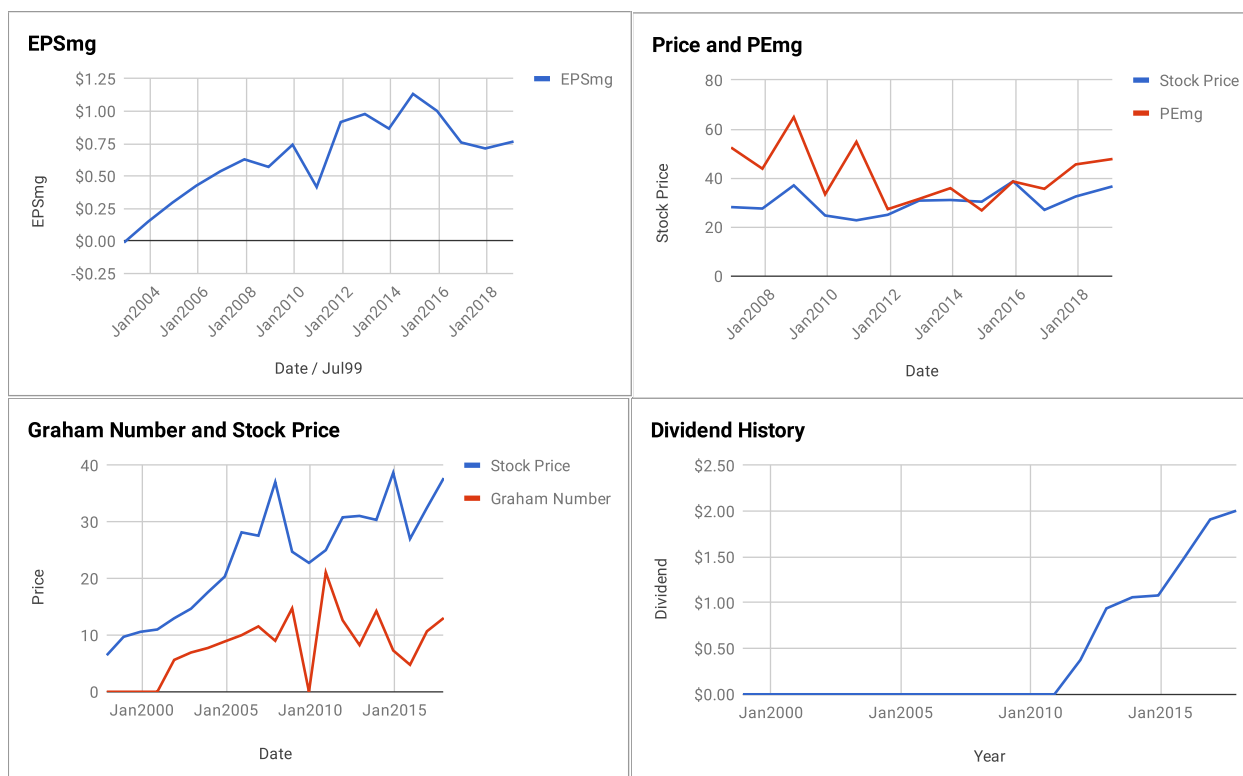 EPSmg
EPSmg
$1.25
$1.00
$0.75
$0.50
$0.25
$0.00
-$0.25
EPSmg
Jan2004
Jan2006
Jan2008
Jan2010
Jan2012
Jan2014
Jan2016
Jan2018
Date / Jul99
Price and PEmg
Stock Price
PEmg
80
60
40
20
0
Stock Price
Jan2008
Jan2010
Jan2012
Jan2014
Jan2016
Jan2018
Date
Graham Number and Stock Price
Stock Price
Graham Number
40
30
20
10
0
Price
Jan2000
Jan2005
Jan2010
Jan2015
Date
Dividend History
$2.50
$2.00
$1.50
$1.00
$0.50
$0.00
Dividend
Jan2000
Jan2005
Jan2010
Jan2015
Year